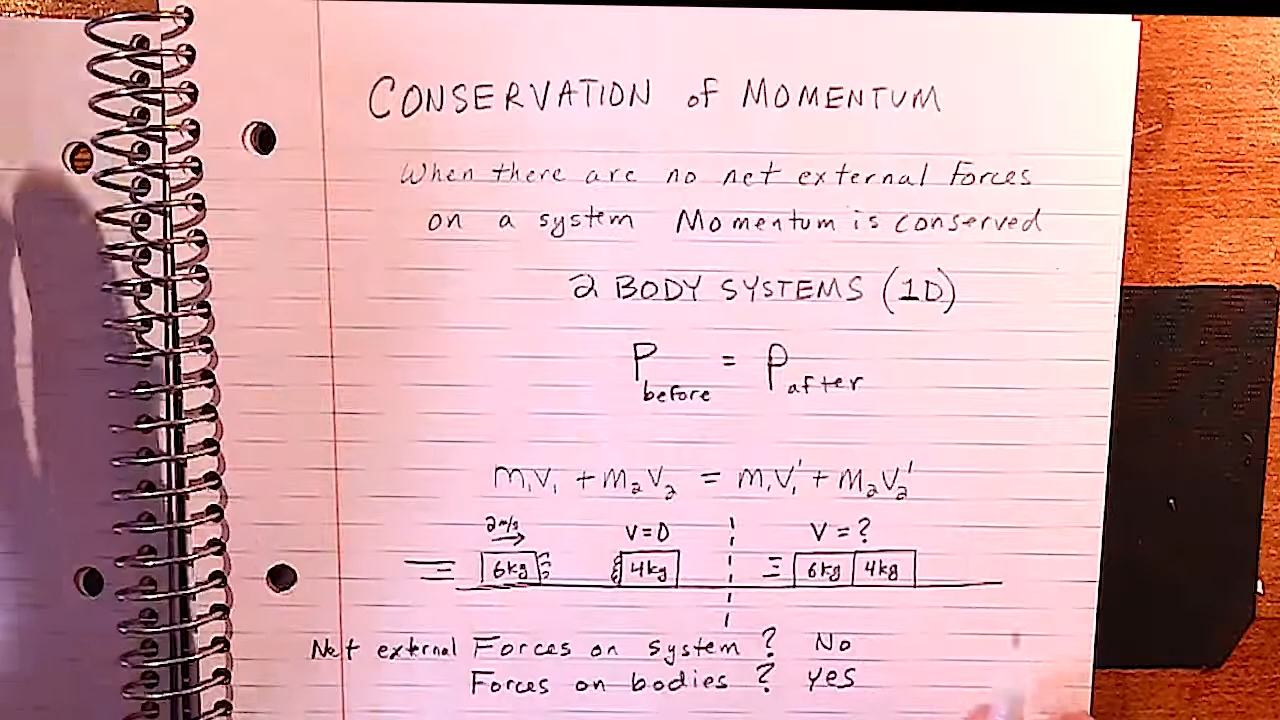 CONSERVATION of MOMENTUM
When there are no net external Forces
on a system Momentum is conserved
2 BODY SYSTEMS (1D)
P before = P after
m₁V₁ + m₂V₂ = m₁V₁' + m₂V₂'
2 m/s V=0 V=?
6kg 4kg 6kg 4kg
Net external Forces on system? No
Forces on bodies? yes